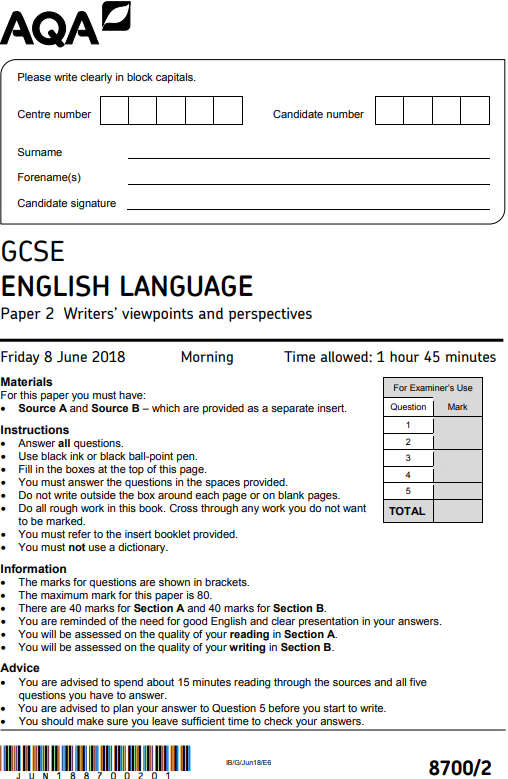 AQA
Please write clearly in block capitals.
Centre number
Candidate number
Surname
Forename(s)
Candidate signature
GCSE
ENGLISH LANGUAGE
Paper 2 Writers' viewpoints and perspectives
Friday 8 June 2018 Morning Time allowed: 1 hour 45 minutes
Materials
For this paper you must have:
• Source A and Source B – which are provided as a separate insert.
Instructions
• Answer all questions.
• Use black ink or black ball-point pen.
• Fill in the boxes at the top of this page.
• You must answer the questions in the spaces provided.
• Do not write outside the box around each page or on blank pages.
• Do all rough work in this book. Cross through any work you do not want
to be marked.
• You must refer to the insert booklet provided.
• You must not use a dictionary.
Information
• The marks for questions are shown in brackets.
• The maximum mark for this paper is 80.
• There are 40 marks for Section A and 40 marks for Section B.
• You are reminded of the need for good English and clear presentation in your answers.
• You will be assessed on the quality of your reading in Section A.
• You will be assessed on the quality of your writing in Section B.
Advice
• You are advised to spend about 15 minutes reading through the sources and all five
questions you have to answer.
• You are advised to plan your answer to Question 5 before you start to write.
• You should make sure you leave sufficient time to check your answers.
For Examiner's Use
Question Mark
1
2
3
4
5
TOTAL
JUN188700201
IB/G/Jun18/E6
8700/2